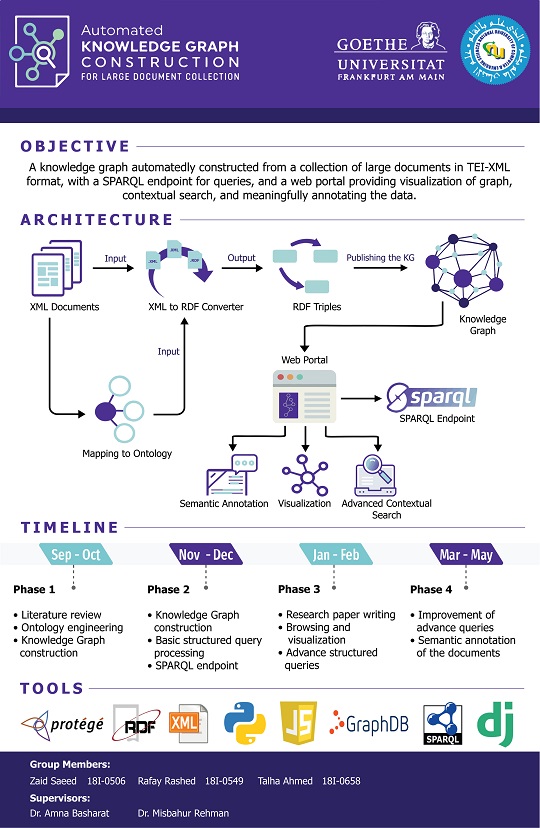 Automated
KNOWLEDGE GRAPH
CONSTRUCTION
FOR LARGE DOCUMENT COLLECTION
GOETHE
UNIVERSITAT
FRANKFURT AM MAIN
OBJECTIVE
A knowledge graph automatedly constructed from a collection of large documents in TEI-XML
format, with a SPARQL endpoint for queries, and a web portal providing visualization of graph,
contextual search, and meaningfully annotating the data.
ARCHITECTURE
XML Documents
Input
XML
XML
RDF
XML to RDF Converter
Output
RDF Triples
Publishing the KG
Knowledge
Graph
Input
Mapping to Ontology
Web Portal
sparql
SPARQL Endpoint
Semantic Annotation
Visualization
Advanced Contextual
Search
TIMELINE
Sep - Oct
Nov - Dec
Jan - Feb
Mar - May
Phase 1
• Literature review
• Ontology engineering
• Knowledge Graph
construction
Phase 2
• Knowledge Graph
construction
• Basic structured query
processing
• SPARQL endpoint
Phase 3
• Research paper writing
• Browsing and
visualization
• Advance structured
queries
Phase 4
• Improvement of
advance queries
• Semantic annotation
of the documents
TOOLS
protégé
RDF
XML
JS
GraphDB
SPARQL
dj
Group Members:
Zaid Saeed 18I-0506 Rafay Rashed 18I-0549 Talha Ahmed 18I-0658
Supervisors:
Dr. Amna Basharat Dr. Misbahur Rehman